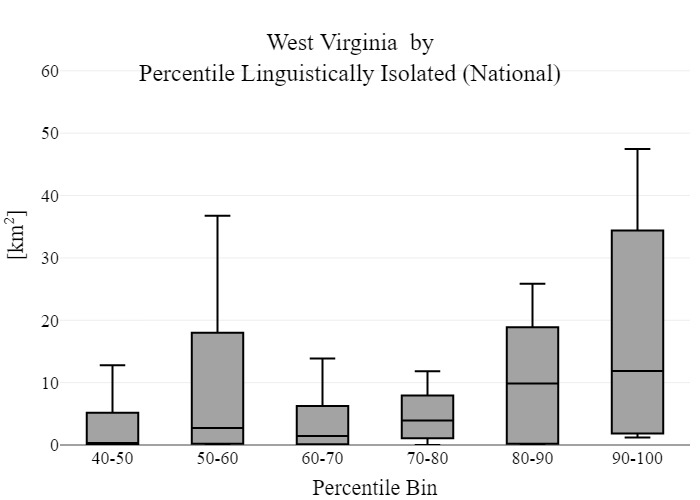 West Virginia  by
Percentile Linguistically Isolated (National)
60
50
40
30
20
10
0
[km²]
40-50 50-60 60-70 70-80 80-90 90-100
Percentile Bin